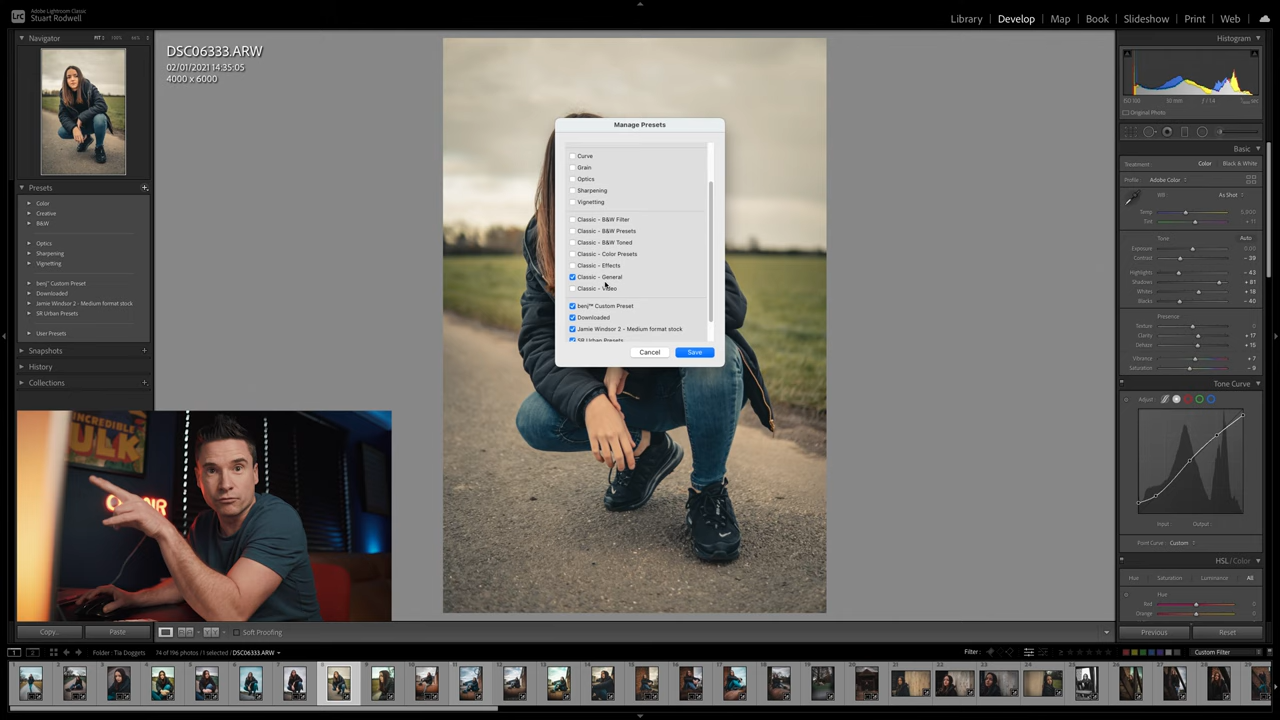 Adobe Lightroom Classic
Stuart Rodwell
Library | Develop | Map | Book | Slideshow | Print | Web
Navigator
FIT
100%
Presets
Color
Creative
B&W
Optics
Sharpening
Vignetting
benj™ Custom Preset
Downloaded
Jamie Windsor 2 - Medium format stock
SR Urban Presets
User Presets
Snapshots
History
Collections
Copy...
Paste
DSC06333.ARW
02/01/2021 14:35:05
4000 x 6000
Manage Presets
Curve
Grain
Optics
Sharpening
Vignetting
Classic - B&W Filter
Classic - B&W Presets
Classic - B&W Toned
Classic - Color Presets
Classic - Effects
Classic - General
Classic - Video
benj™ Custom Preset
Downloaded
Jamie Windsor 2 - Medium format stock
SR Urban Presets
Cancel
Save
INCREDIBLE
HULK
Soft Proofing
Histogram
ISO 100 50 mm ƒ / 1.4
Original Photo
Basic
Treatment: Color Black & White
Profile Adobe Color
WB As Shot
Temp 5,800
Tint + 11
Tone Auto
Exposure 0.00
Contrast - 39
Highlights - 43
Shadows + 81
Whites + 18
Blacks - 40
Presence
Texture 0
Clarity + 17
Dehaze + 15
Vibrance + 7
Saturation - 9
Tone Curve
Adjust :
Input : Output :
Point Curve : Custom
HSL / Color
Hue Saturation Luminance All
Hue
Red 0
Orange 0
Previous
Reset
1 2 Folder : Tia Doggets 74 of 196 photos / 1 selected / DSC06333.ARW Filter : Custom Filter